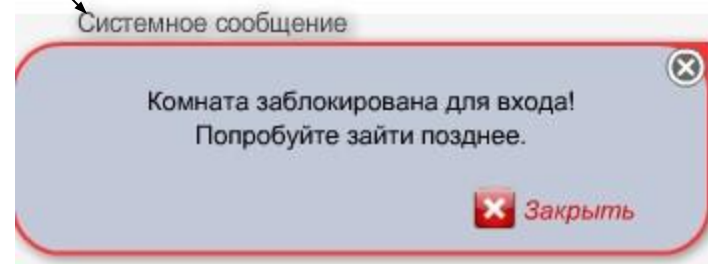 Системное сообщение
Комната заблокирована для входа!
Попробуйте зайти позднее.
Закрыть